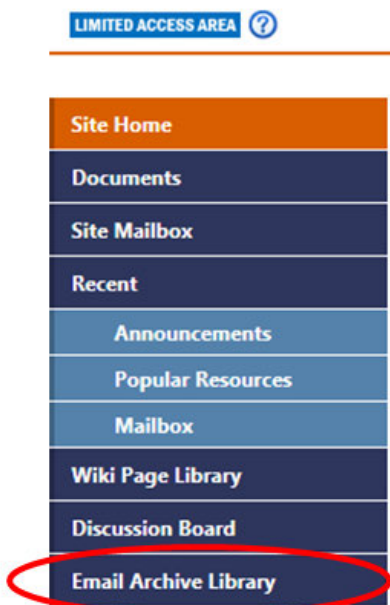 LIMITED ACCESS AREA ?
Site Home
Documents
Site Mailbox
Recent
Announcements
Popular Resources
Mailbox
Wiki Page Library
Discussion Board
Email Archive Library